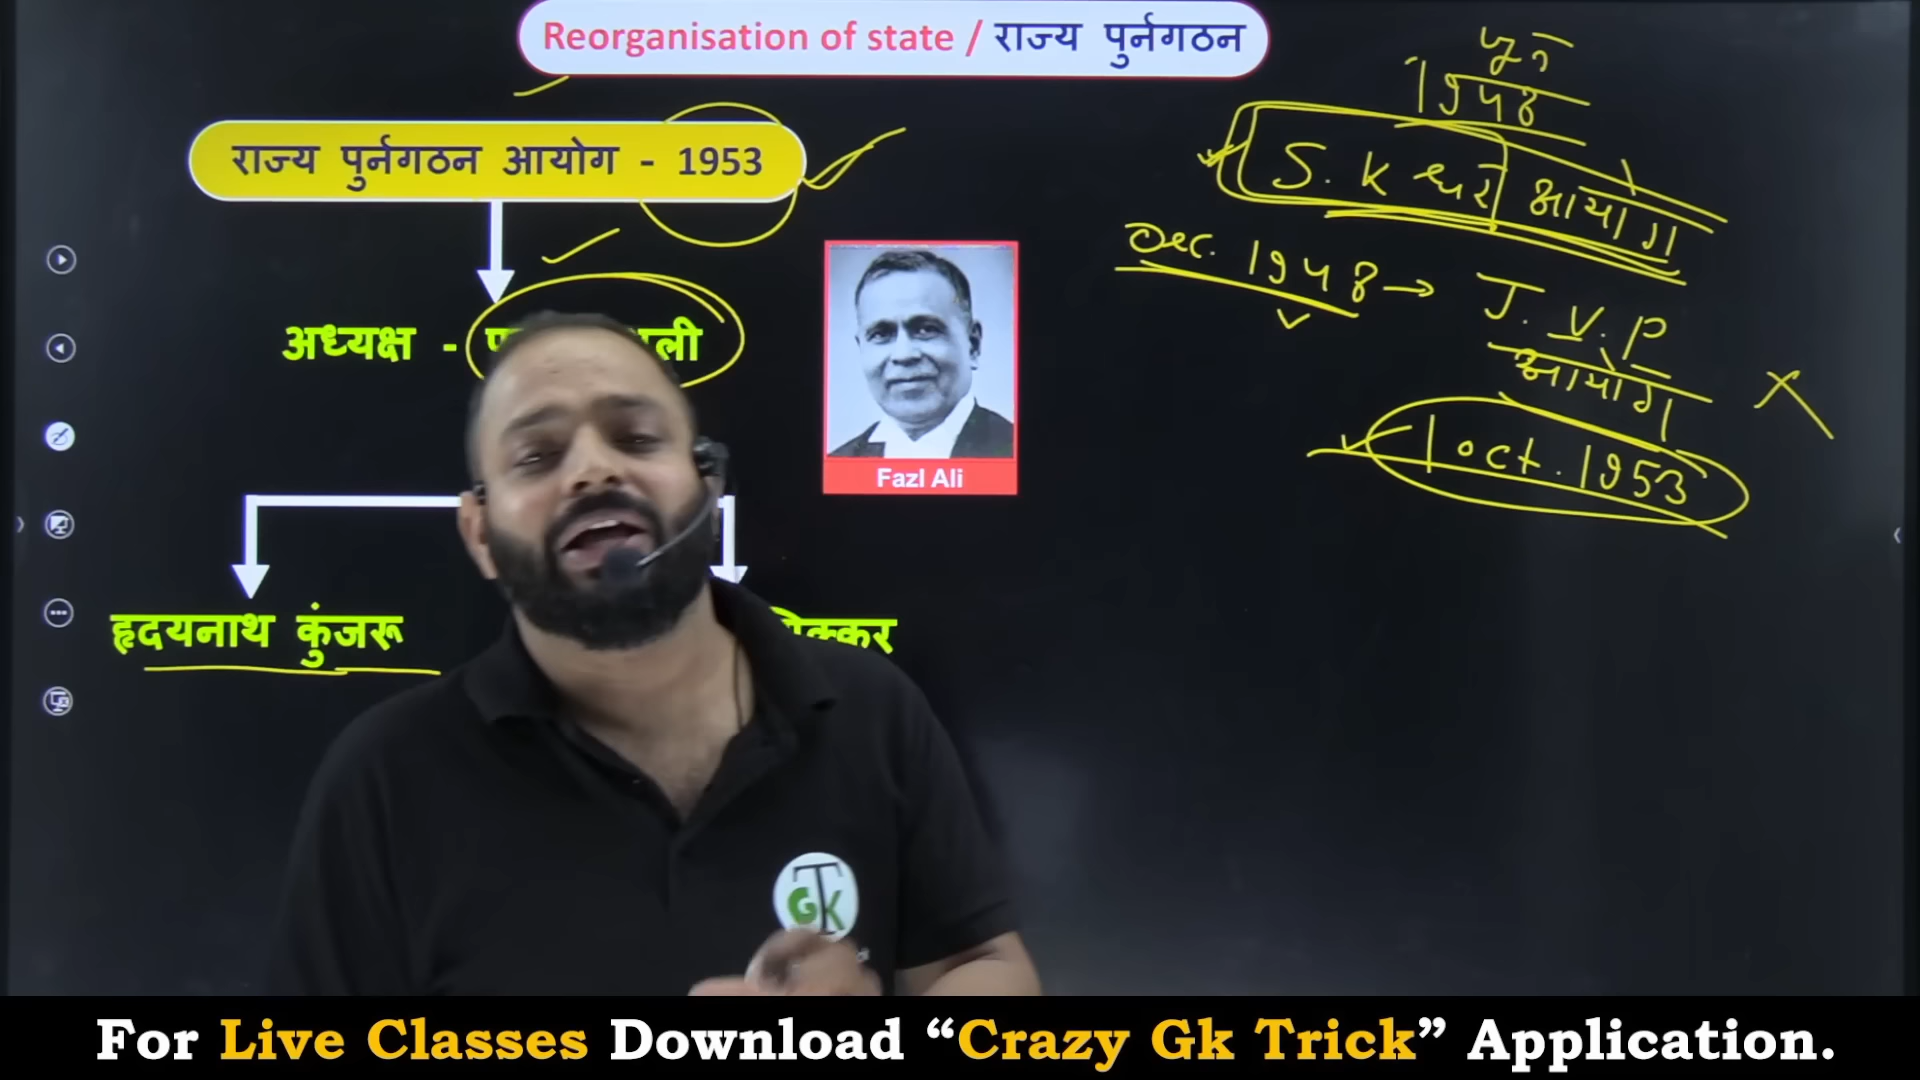 Reorganisation of state / राज्य पुर्नगठन
राज्य पुर्नगठन आयोग - 1953
अध्यक्ष -
Fazl Ali
हृदयनाथ कुंजरू
जून
1948
S. K धर आयोग
Dec. 1948 → J. V. P
आयोग
1 oct. 1953
GTK
For Live Classes Download “Crazy Gk Trick” Application.